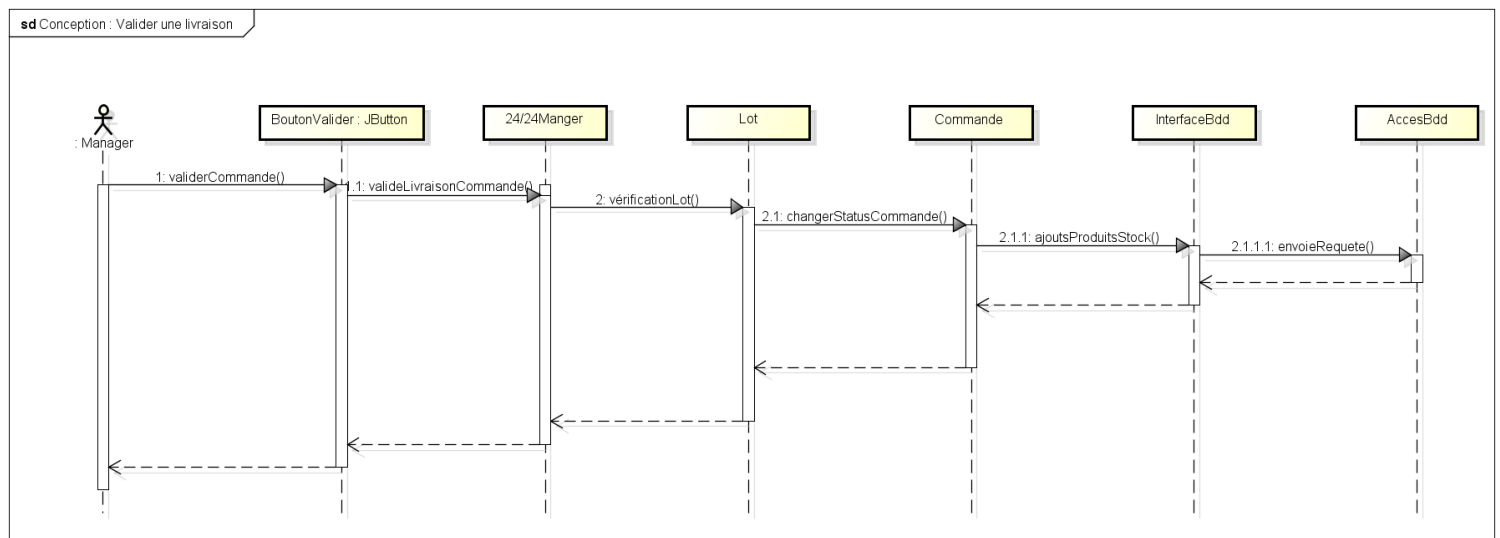 sd Conception : Valider une livraison
: Manager
BoutonValider : JButton
24/24Manger
Lot
Commande
InterfaceBdd
AccesBdd
1: validerCommande()
1.1: valideLivraisonCommande()
2: vérificationLot()
2.1: changerStatusCommande()
2.1.1: ajoutsProduitsStock()
2.1.1.1: envoieRequete()